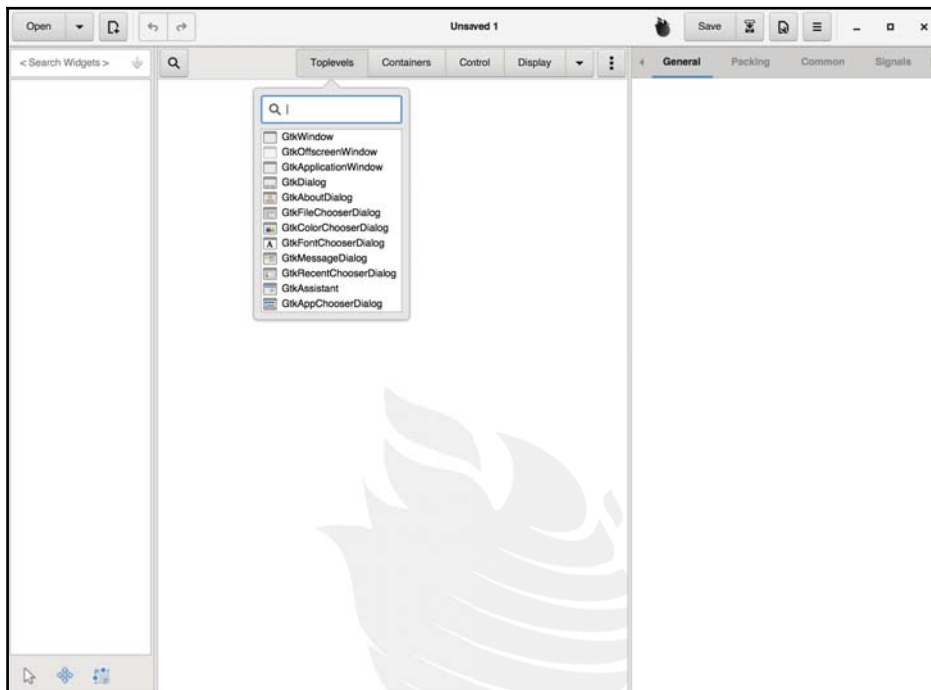 Open
Unsaved 1
Save
< Search Widgets >
Toplevels
Containers
Control
Display
General
Packing
Common
Signals
GtkWindow
GtkOffscreenWindow
GtkApplicationWindow
GtkDialog
GtkAboutDialog
GtkFileChooserDialog
GtkColorChooserDialog
GtkFontChooserDialog
GtkMessageDialog
GtkRecentChooserDialog
GtkAssistant
GtkAppChooserDialog